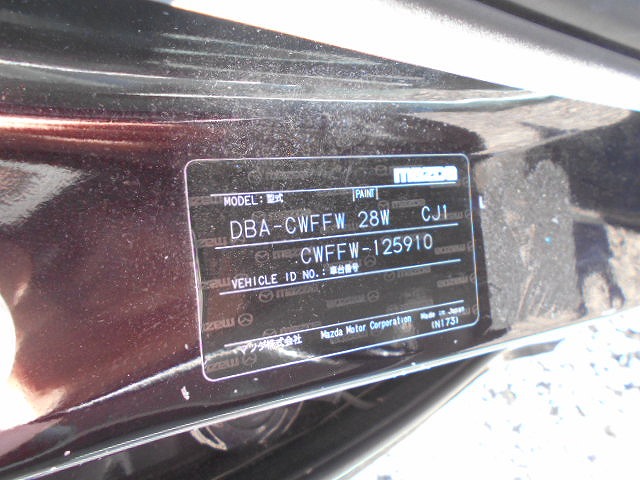 mazda
MODEL:型式 PAINT
DBA-CWFFW 28W CJ1
CWFFW-125910
VEHICLE ID NO.:車台番号
マツダ株式会社 Mazda Motor Corporation Made in Japan
(N173)